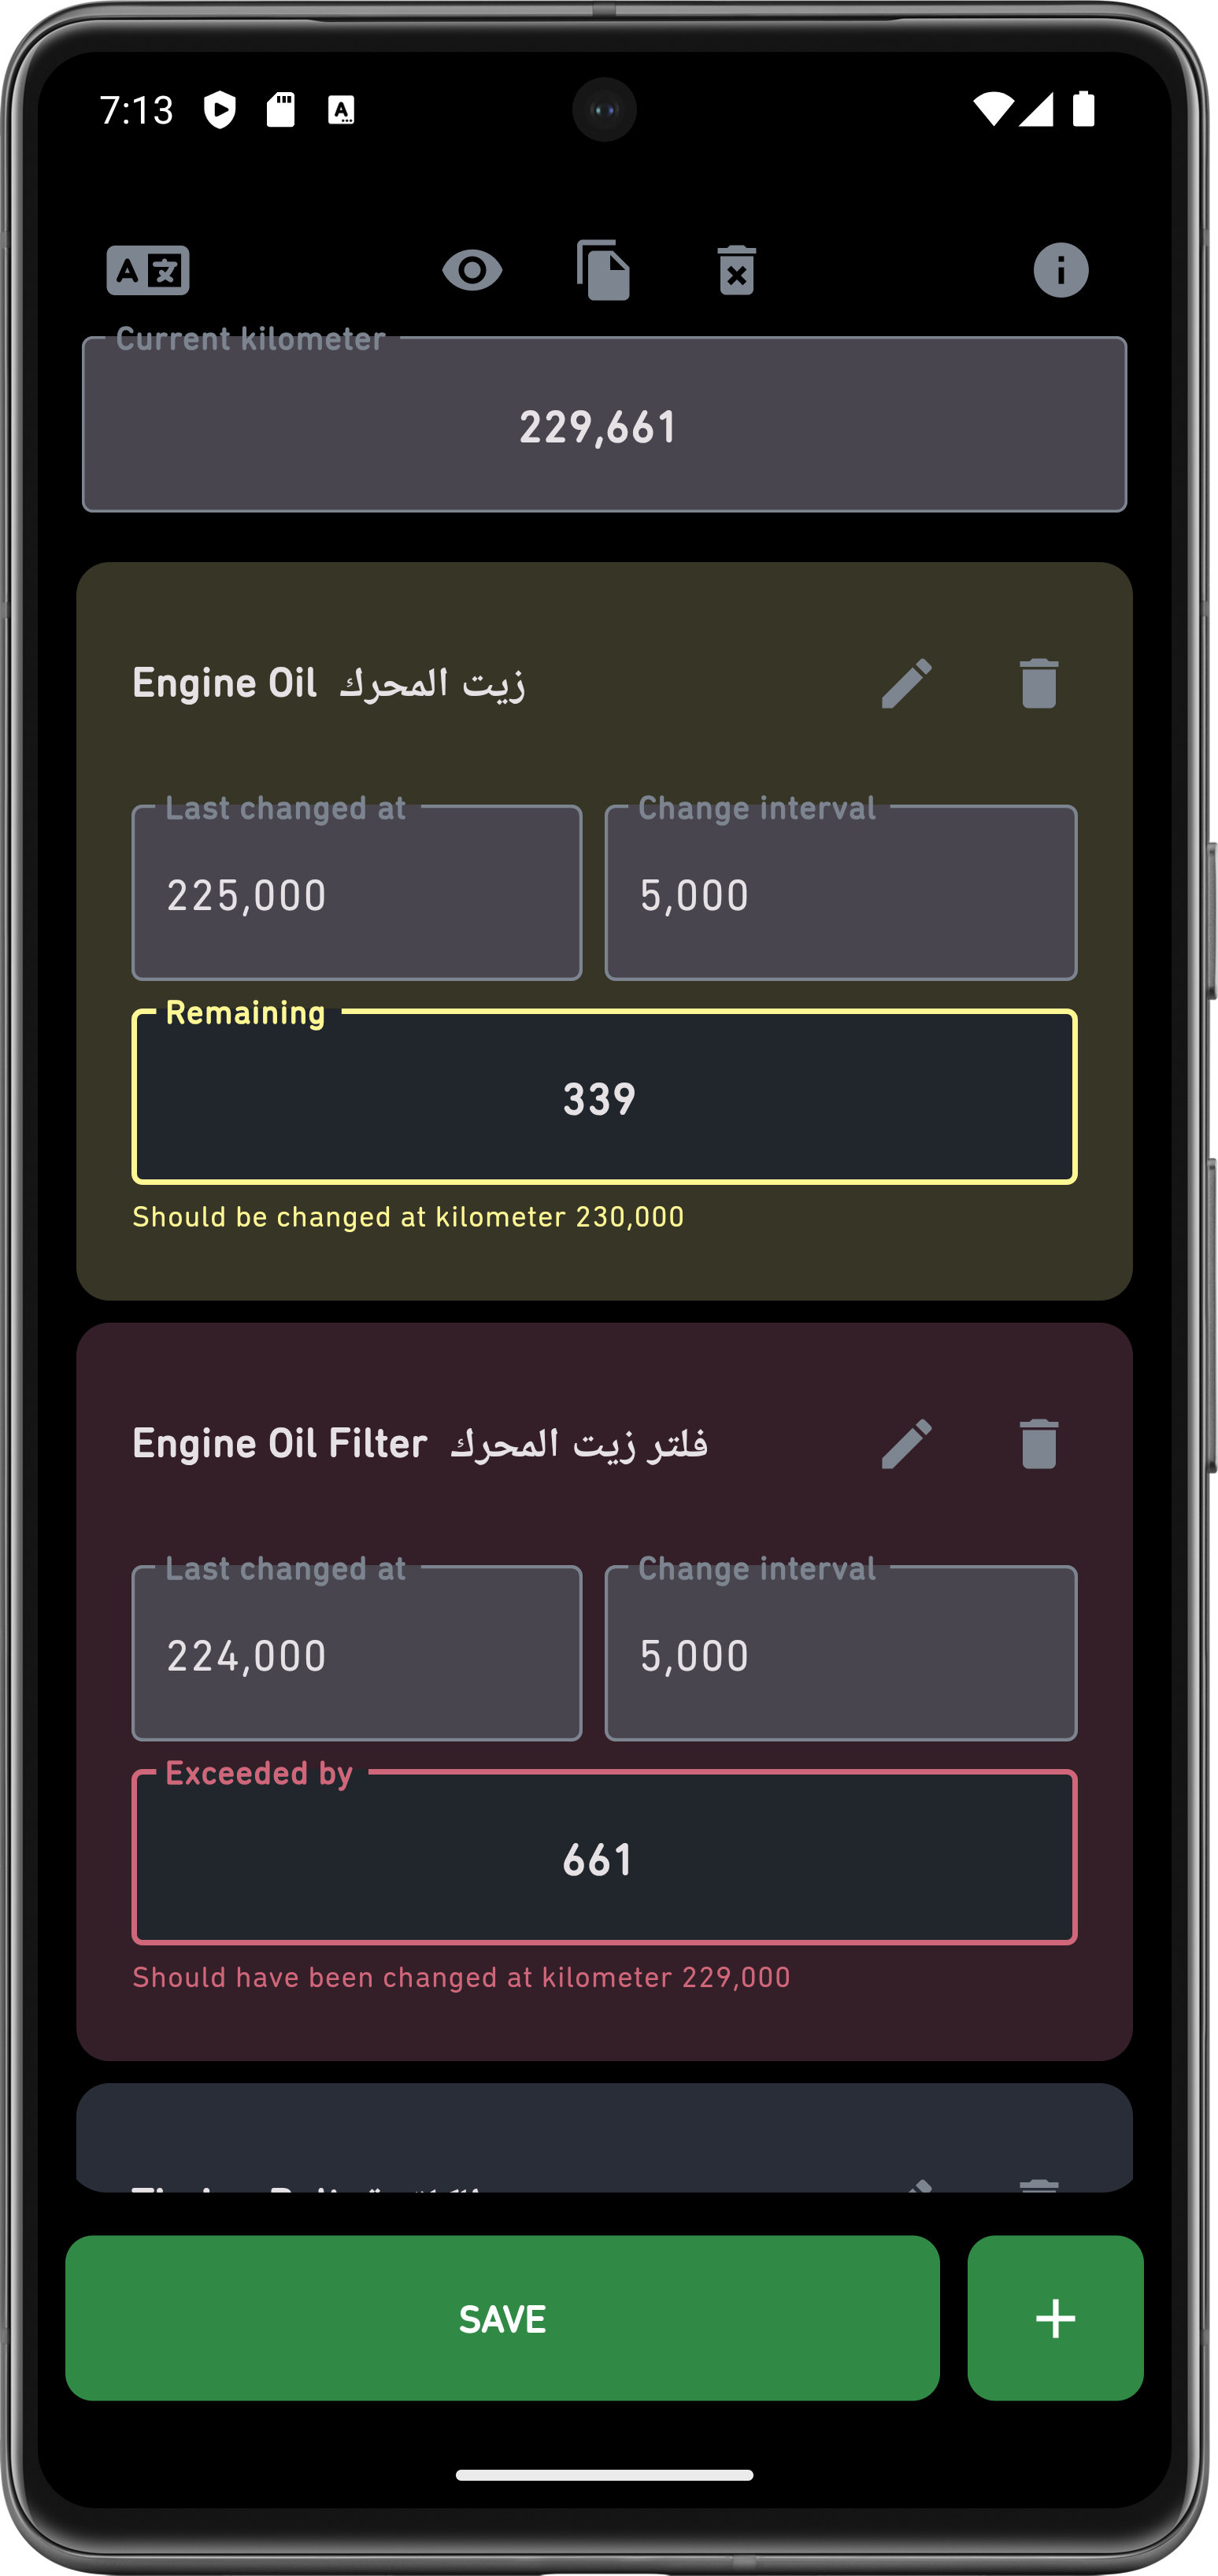 7:13
Current kilometer
229,661
Engine Oil زيت المحرك
Last changed at Change interval
225,000 5,000
Remaining
339
Should be changed at kilometer 230,000
Engine Oil Filter فلتر زيت المحرك
Last changed at Change interval
224,000 5,000
Exceeded by
661
Should have been changed at kilometer 229,000
SAVE
+